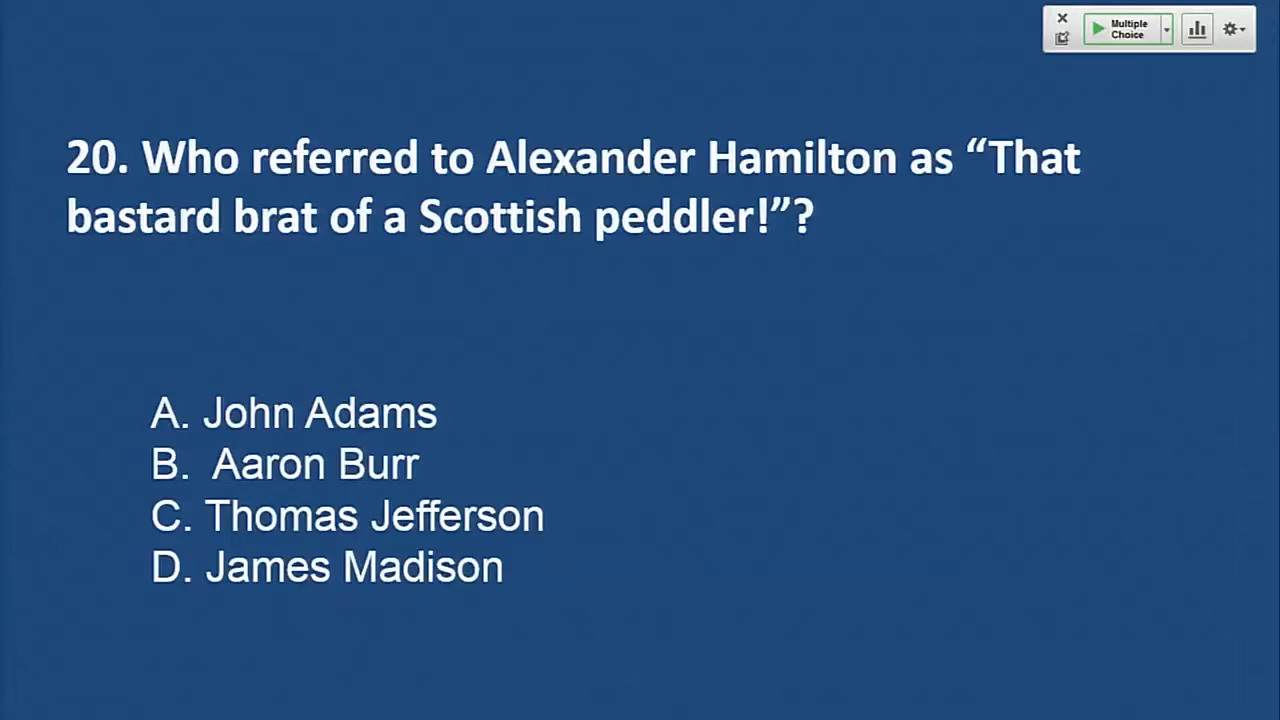 Multiple
Choice
20. Who referred to Alexander Hamilton as “That
bastard brat of a Scottish peddler!”?
A. John Adams
B. Aaron Burr
C. Thomas Jefferson
D. James Madison